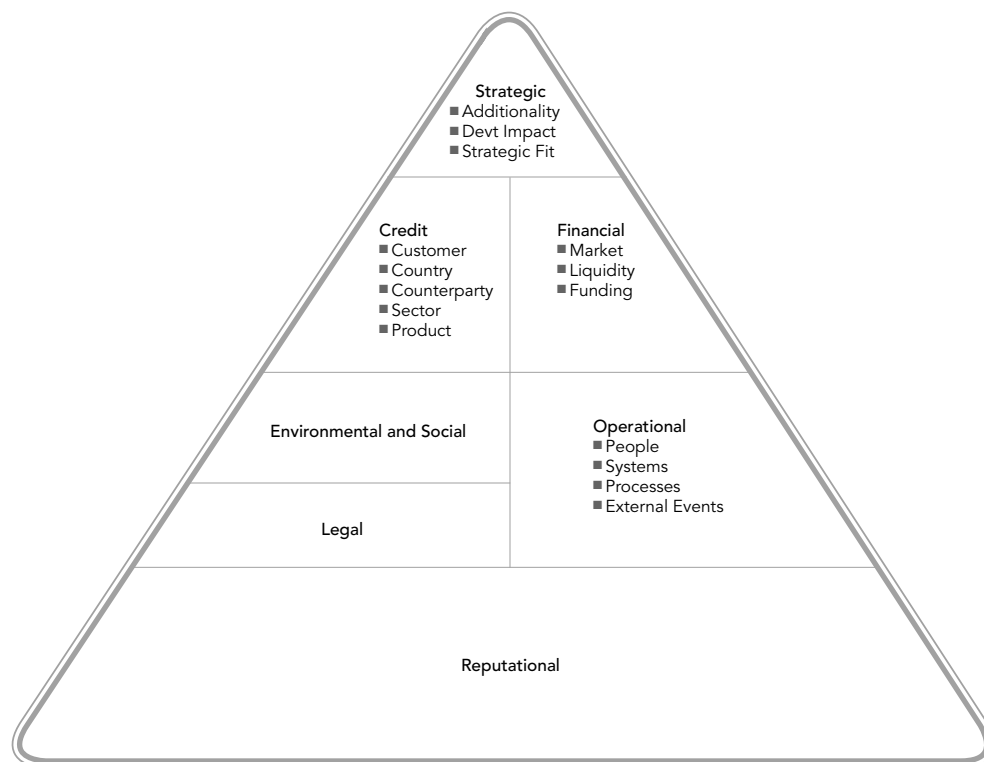 Strategic
Additionality
Devt Impact
Strategic Fit
Credit
Customer
Country
Counterparty
Sector
Product
Financial
Market
Liquidity
Funding
Environmental and Social
Legal
Operational
People
Systems
Processes
External Events
Reputational